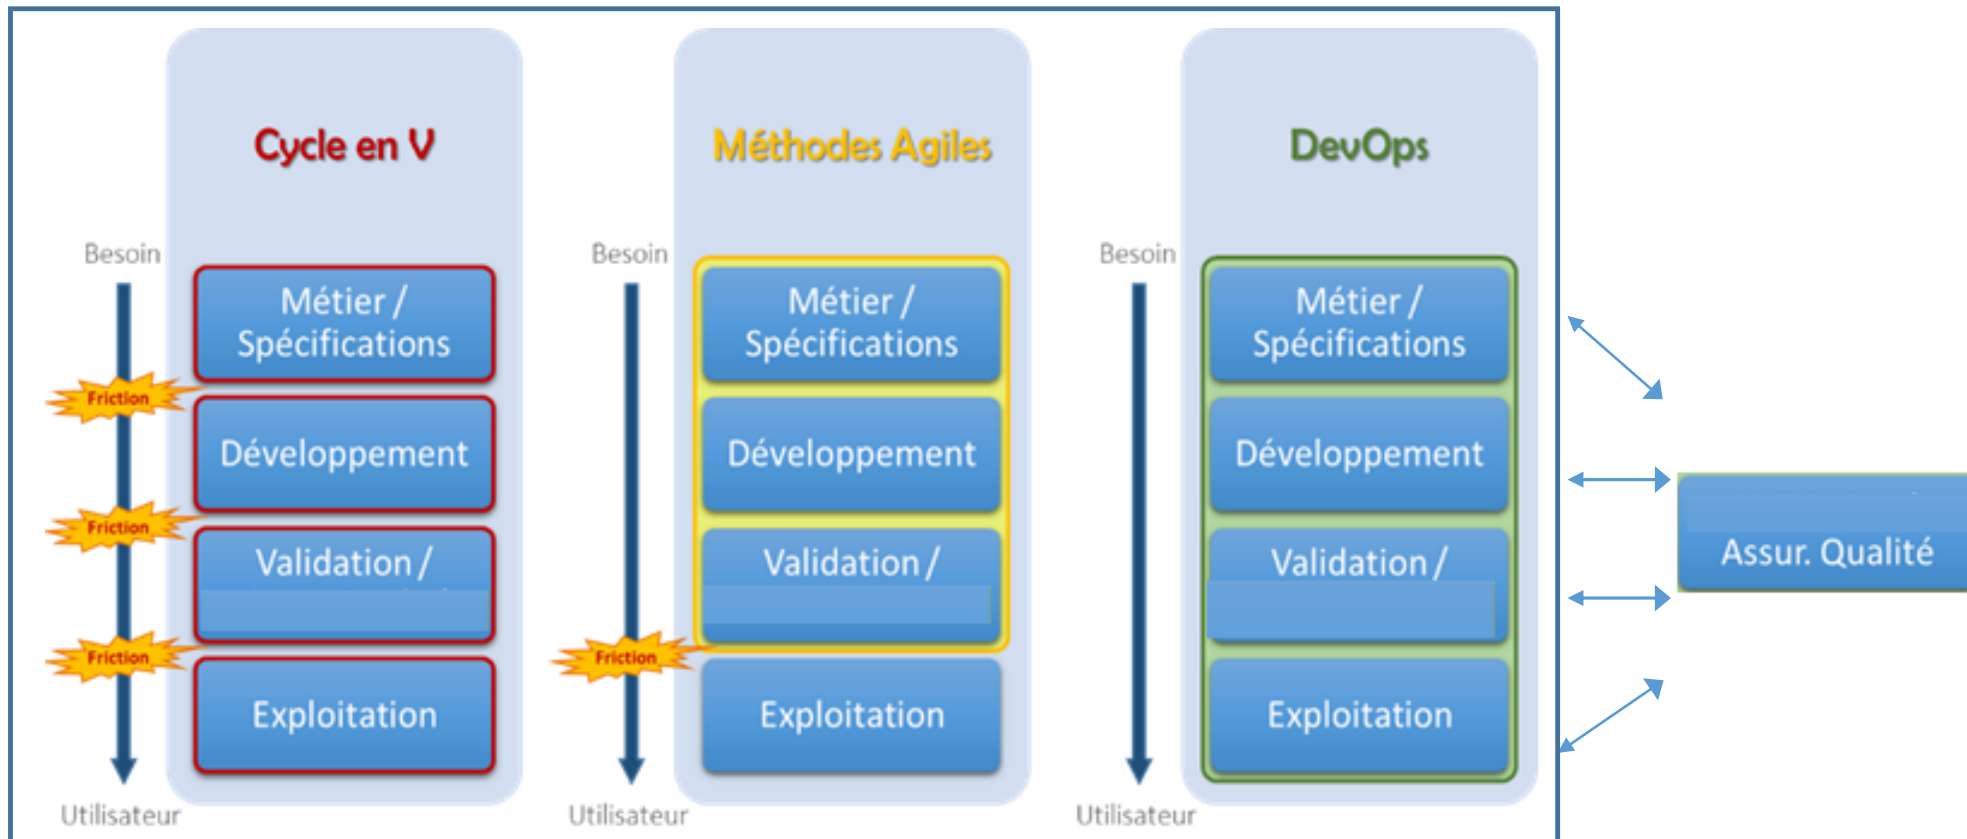 Cycle en V
Besoin
Métier /
Spécifications
Friction
Développement
Friction
Validation /
Friction
Exploitation
Utilisateur
Méthodes Agiles
Besoin
Métier /
Spécifications
Développement
Validation /
Friction
Exploitation
Utilisateur
DevOps
Besoin
Métier /
Spécifications
Développement
Validation /
Exploitation
Utilisateur
Assur. Qualité